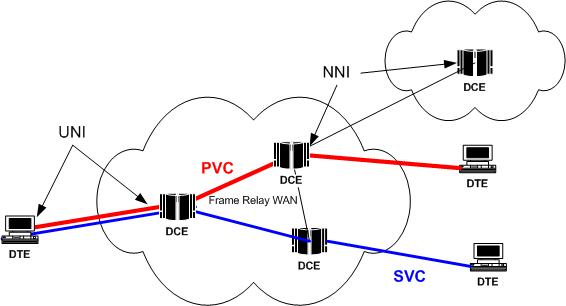 NNI
DCE
UNI
PVC
DCE
DTE
Frame Relay WAN
DCE
DTE
DCE
SVC
DTE